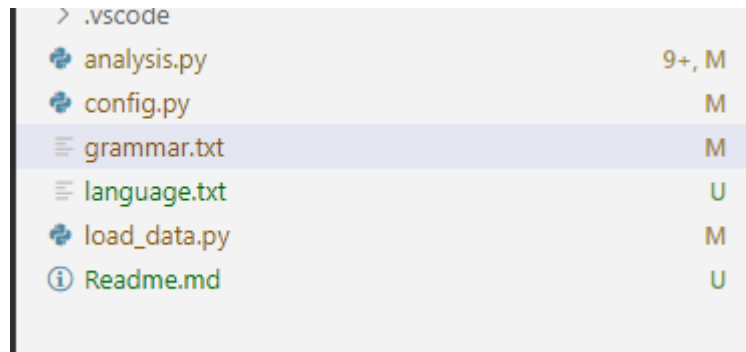 > .vscode
analysis.py 9+, M
config.py M
grammar.txt M
language.txt U
load_data.py M
Readme.md U